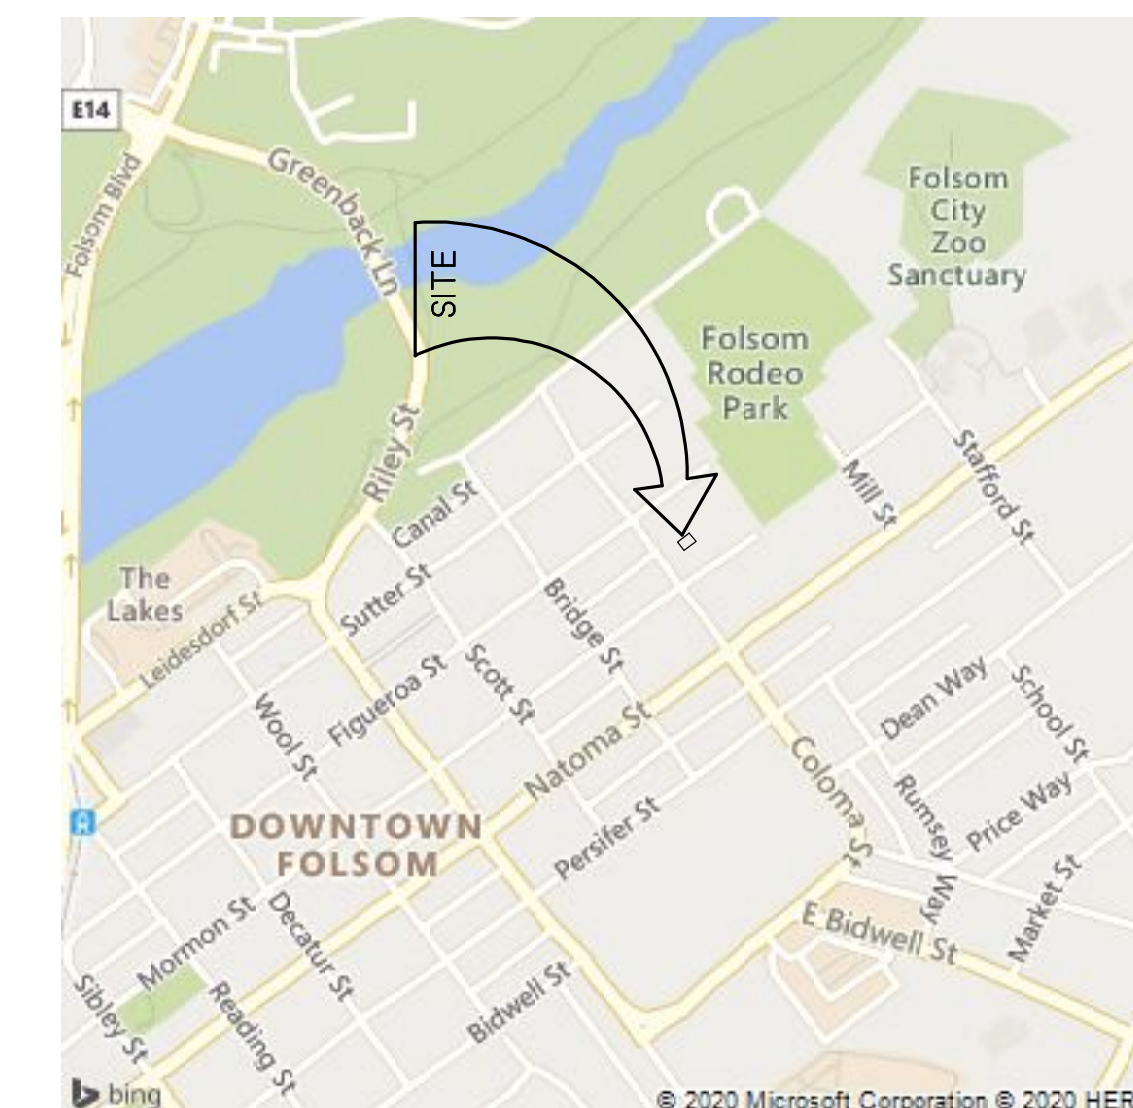 E14
Greenback Ln
Folsom Blvd
SITE
Folsom
City
Zoo
Sanctuary
Folsom
Rodeo
Park
Riley St
Canal St
Mill St
Stafford St
The
Lakes
Leidesdorf St
Sutter St
Bridge St
Scott St
Figueroa St
Wool St
Natoma St
Dean Way
School St
Coloma St
Rumsey Way
Price Way
Persifer St
DOWNTOWN
FOLSOM
Market St
E Bidwell St
Mormon St
Decatur St
Sibley St
Reading St
Bidwell St
bing
© 2020 Microsoft Corporation © 2020 HER